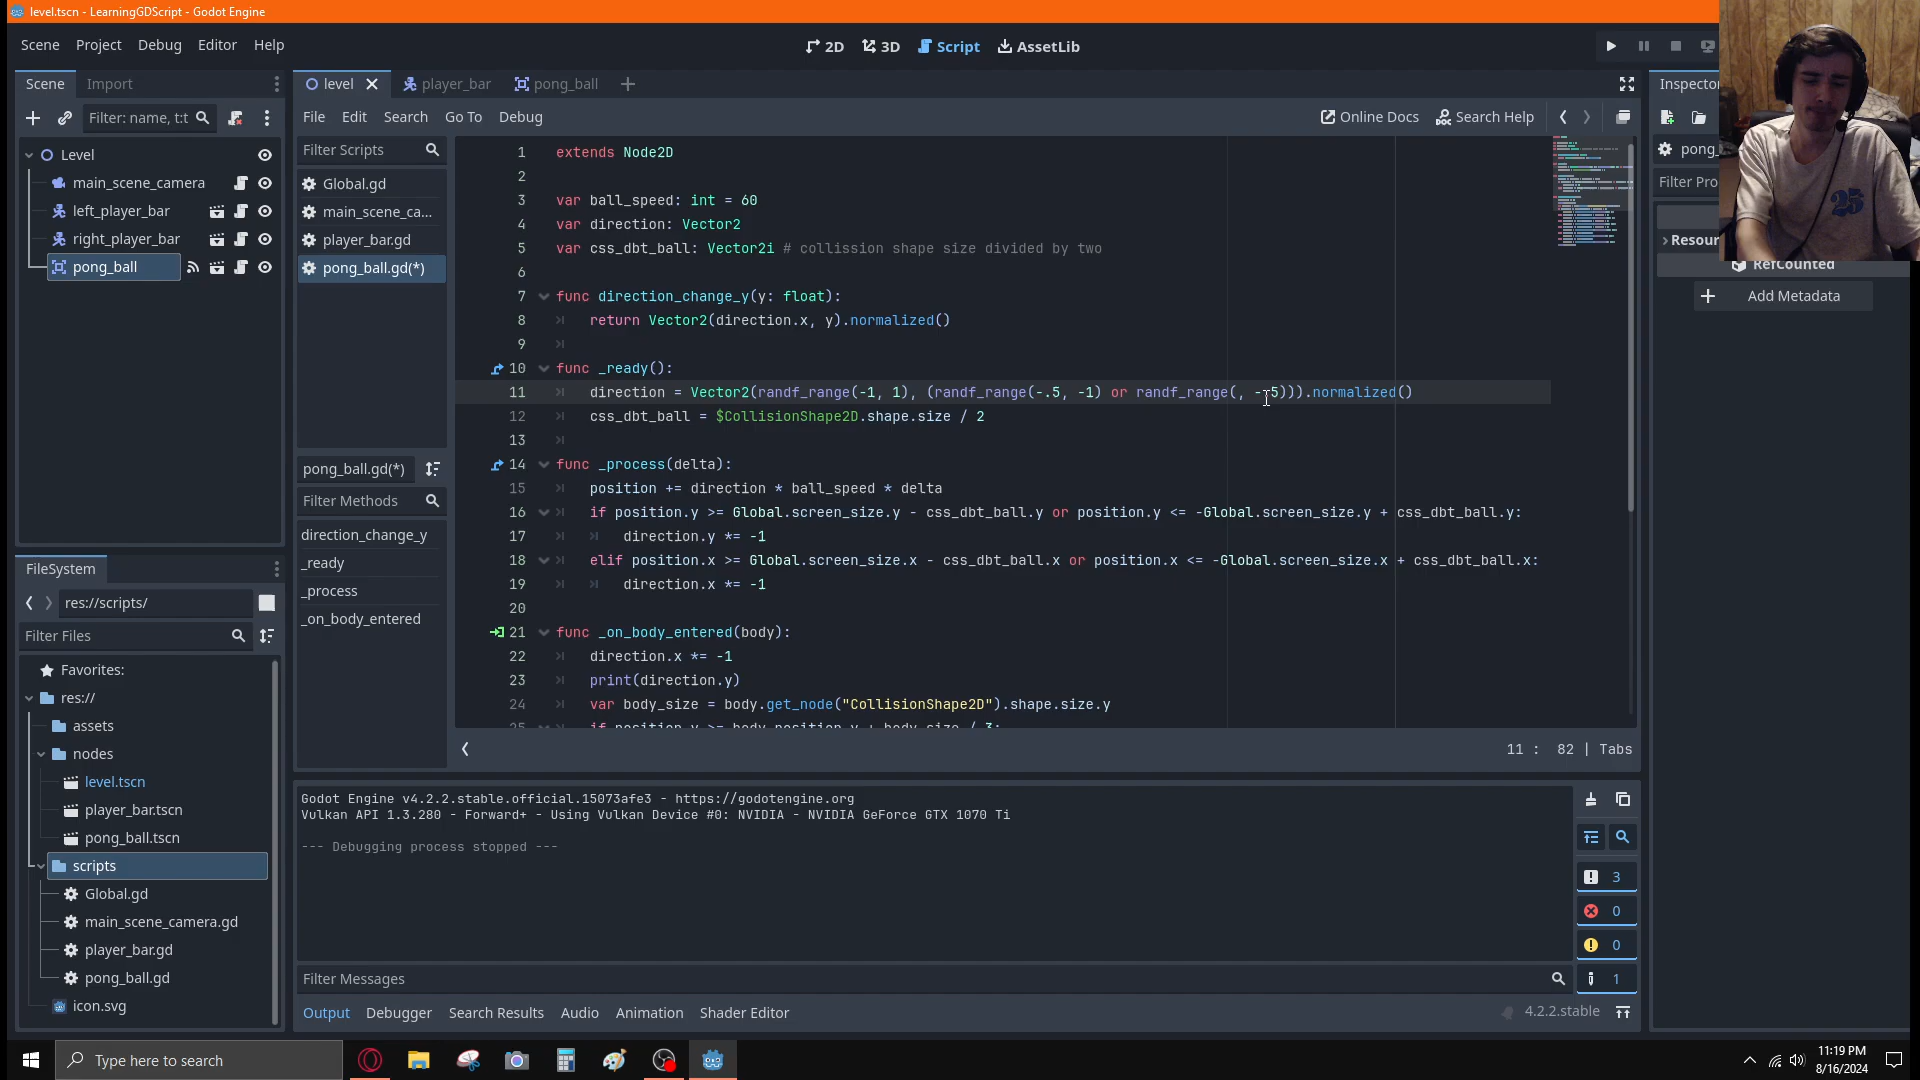 level.tscn - LearningGDScript - Godot Engine
Scene Project Debug Editor Help
2D 3D Script AssetLib
Scene Import
level player_bar pong_ball
Inspector
Filter: name, t:t
File Edit Search Go To Debug
Online Docs Search Help
Filter Scripts
Global.gd
main_scene_ca...
player_bar.gd
pong_ball.gd(*)
Level
main_scene_camera
left_player_bar
right_player_bar
pong_ball
1 extends Node2D
2
3 var ball_speed: int = 60
4 var direction: Vector2
5 var css_dbt_ball: Vector2i # collission shape size divided by two
6
7 func direction_change_y(y: float):
8 return Vector2(direction.x, y).normalized()
9
10 func _ready():
11 direction = Vector2(randf_range(-1, 1), (randf_range(-.5, -1) or randf_range(, -.5))).normalized()
12 css_dbt_ball = $CollisionShape2D.shape.size / 2
13
14 func _process(delta):
15 position += direction * ball_speed * delta
16 if position.y >= Global.screen_size.y - css_dbt_ball.y or position.y <= -Global.screen_size.y + css_dbt_ball.y:
17 direction.y *= -1
18 elif position.x >= Global.screen_size.x - css_dbt_ball.x or position.x <= -Global.screen_size.x + css_dbt_ball.x:
19 direction.x *= -1
20
21 func _on_body_entered(body):
22 direction.x *= -1
23 print(direction.y)
24 var body_size = body.get_node("CollisionShape2D").shape.size.y
11 : 82 | Tabs
pong_ball.gd(*)
Filter Methods
direction_change_y
_ready
_process
_on_body_entered
pong_
Filter Pro
Resour
RefCounted
Add Metadata
25
FileSystem
res://scripts/
Filter Files
Favorites:
res://
assets
nodes
level.tscn
player_bar.tscn
pong_ball.tscn
scripts
Global.gd
main_scene_camera.gd
player_bar.gd
pong_ball.gd
icon.svg
Godot Engine v4.2.2.stable.official.15073afe3 - https://godotengine.org
Vulkan API 1.3.280 - Forward+ - Using Vulkan Device #0: NVIDIA - NVIDIA GeForce GTX 1070 Ti
--- Debugging process stopped ---
3
0
0
1
Filter Messages
Output Debugger Search Results Audio Animation Shader Editor
4.2.2.stable
Type here to search
11:19 PM
8/16/2024